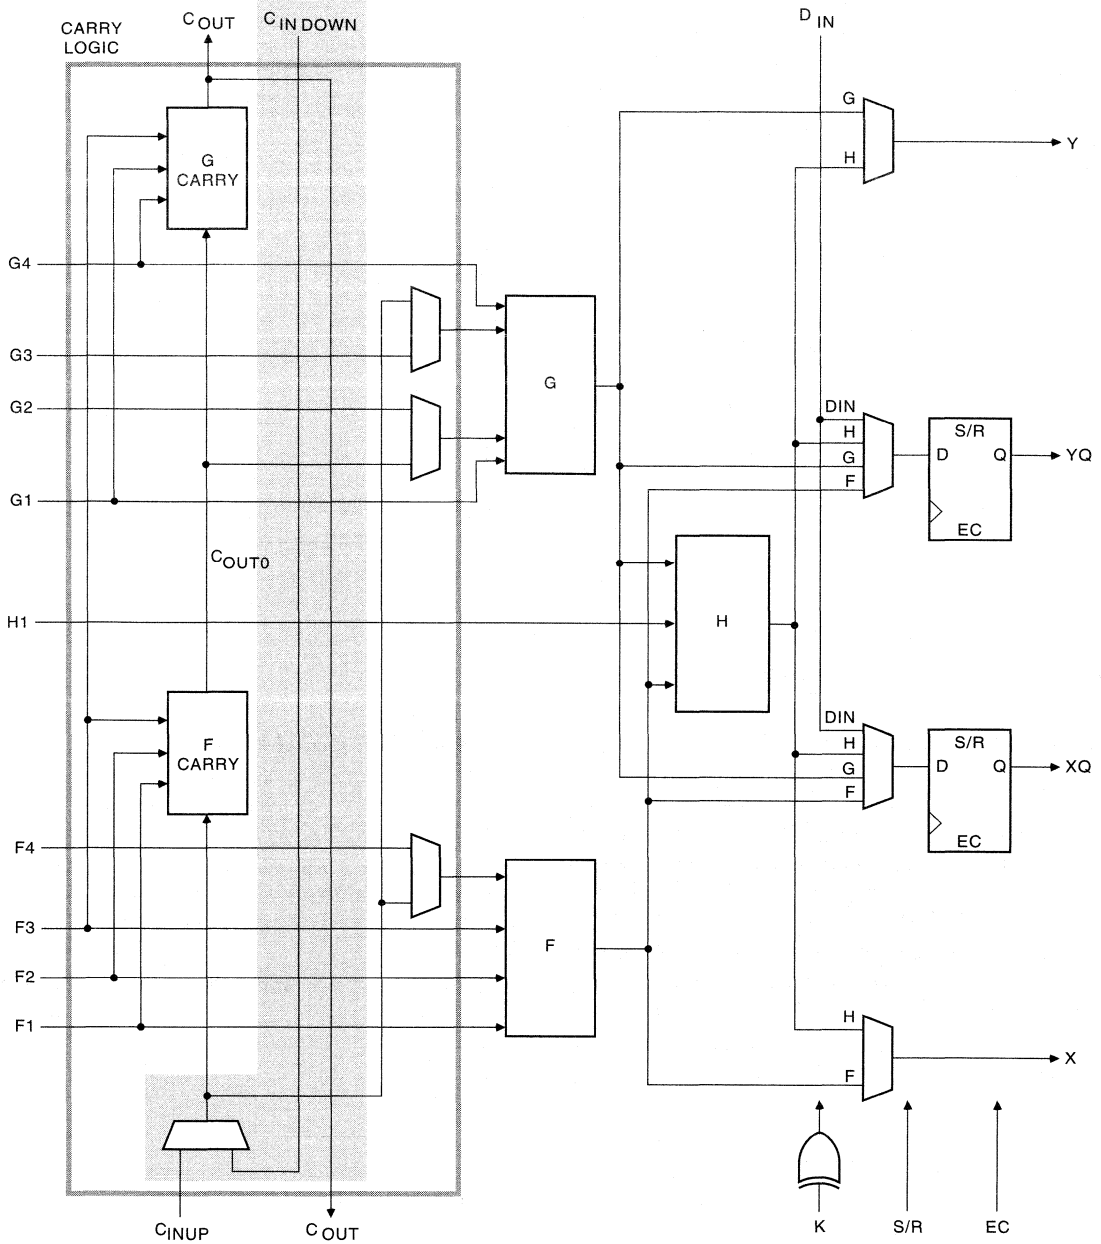 C OUT
C IN DOWN
D IN
CARRY
LOGIC
G
CARRY
G
H
Y
G4
G3
G2
G1
G
DIN
H
G
F
S/R
D Q
EC
YQ
C OUT0
H1
H
F
CARRY
DIN
H
G
F
S/R
D Q
EC
XQ
F4
F3
F2
F1
F
H
F
X
C INUP
C OUT
K
S/R
EC